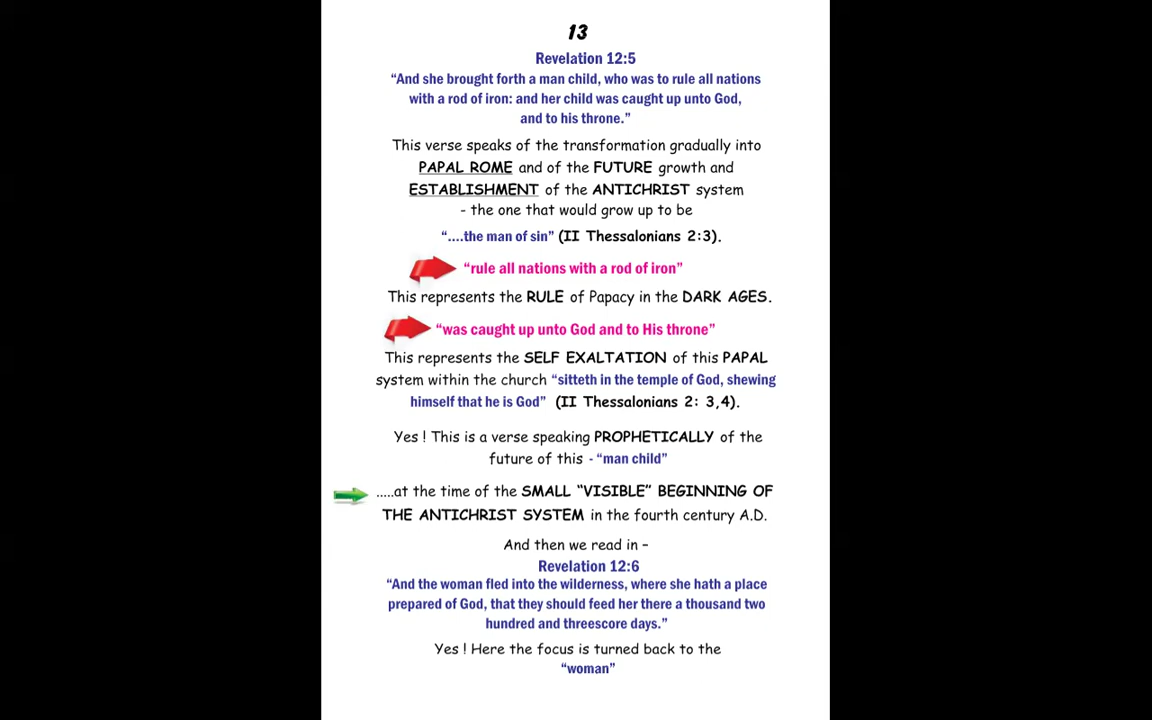 13
Revelation 12:5
“And she brought forth a man child, who was to rule all nations
with a rod of iron: and her child was caught up unto God,
and to his throne.”
This verse speaks of the transformation gradually into
PAPAL ROME and of the FUTURE growth and
ESTABLISHMENT of the ANTICHRIST system
- the one that would grow up to be
“....the man of sin” (II Thessalonians 2:3).
“rule all nations with a rod of iron”
This represents the RULE of Papacy in the DARK AGES.
“was caught up unto God and to His throne”
This represents the SELF EXALTATION of this PAPAL
system within the church “sitteth in the temple of God, shewing
himself that he is God” (II Thessalonians 2: 3,4).
Yes ! This is a verse speaking PROPHETICALLY of the
future of this - “man child”
.....at the time of the SMALL “VISIBLE” BEGINNING OF
THE ANTICHRIST SYSTEM in the fourth century A.D.
And then we read in –
Revelation 12:6
“And the woman fled into the wilderness, where she hath a place
prepared of God, that they should feed her there a thousand two
hundred and threescore days.”
Yes ! Here the focus is turned back to the
“woman”